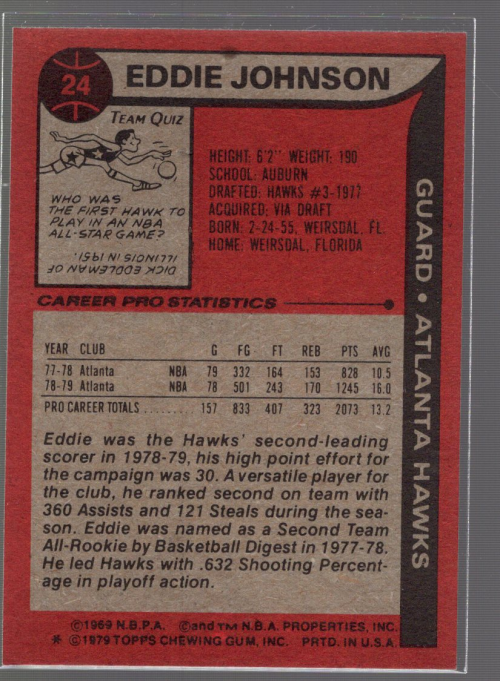 24
EDDIE JOHNSON
TEAM QUIZ
WHO WAS
THE FIRST HAWK TO
PLAY IN AN NBA
ALL-STAR GAME?
DICK EDDLEMAN OF
ILLINOIS IN 1951.
HEIGHT: 6'2" WEIGHT: 190
SCHOOL: AUBURN
DRAFTED: HAWKS #3-1977
ACQUIRED: VIA DRAFT
BORN: 2-24-55, WEIRSDAL, FL.
HOME: WEIRSDAL, FLORIDA
GUARD • ATLANTA HAWKS
CAREER PRO STATISTICS
YEAR CLUB G FG FT REB PTS AVG
77-78 Atlanta NBA 79 332 164 153 828 10.5
78-79 Atlanta NBA 78 501 243 170 1245 16.0
PRO CAREER TOTALS ........ 157 833 407 323 2073 13.2
Eddie was the Hawks' second-leading
scorer in 1978-79, his high point effort for
the campaign was 30. A versatile player for
the club, he ranked second on team with
360 Assists and 121 Steals during the sea-
son. Eddie was named as a Second Team
All-Rookie by Basketball Digest in 1977-78.
He led Hawks with .632 Shooting Percent-
age in playoff action.
©1969 N.B.P.A. ©and TM N.B.A. PROPERTIES, INC.
* ©1979 TOPPS CHEWING GUM, INC. PRTD. IN U.S.A.